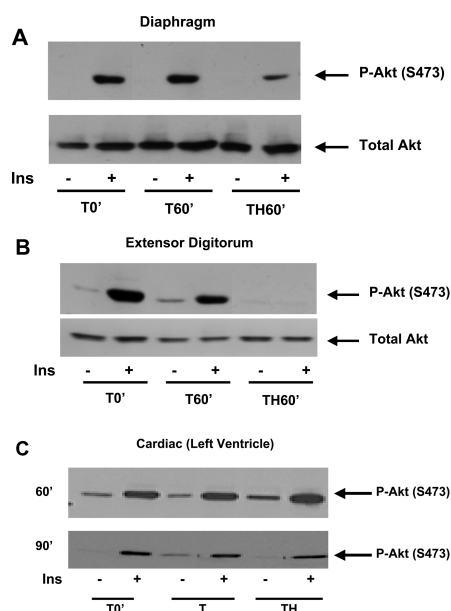 Diaphragm
A
P-Akt (S473)
Total Akt
Ins - + - + - +
T0’ T60’ TH60’
B Extensor Digitorum
P-Akt (S473)
Total Akt
Ins - + - + - +
T0’ T60’ TH60’
C Cardiac (Left Ventricle)
60’ P-Akt (S473)
90’ P-Akt (S473)
Ins - + - + - +
T0’ T TH